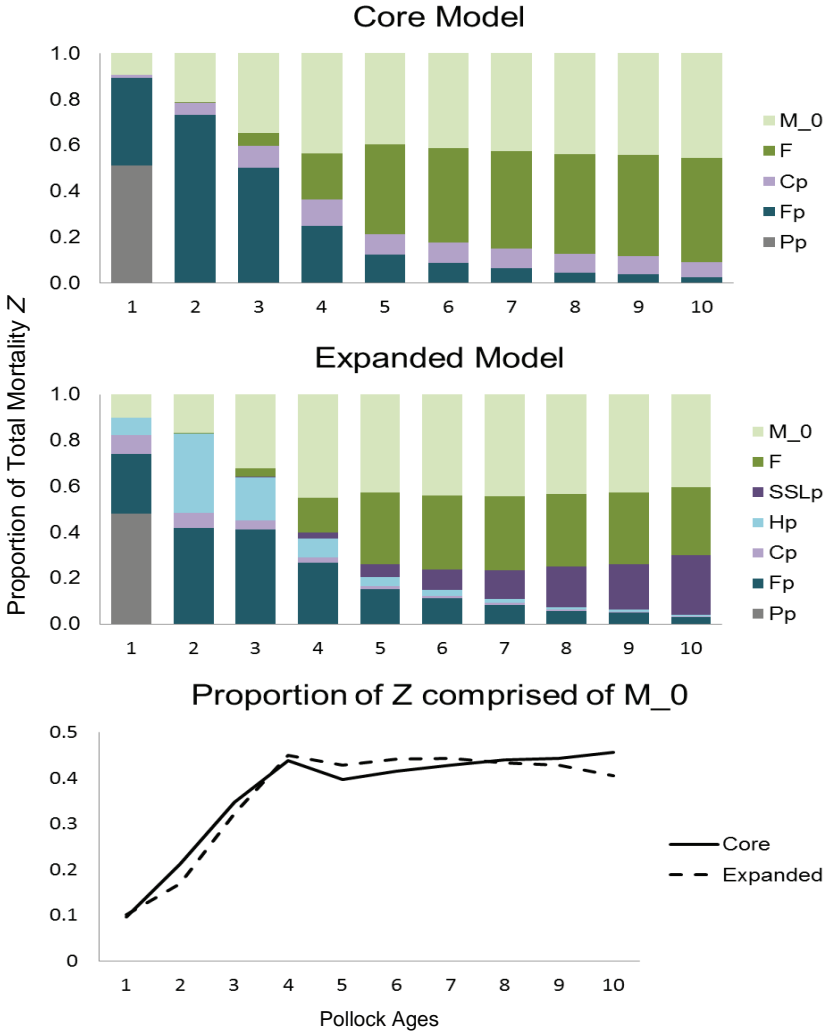 Core Model
1.0
0.8
0.6
0.4
0.2
0.0
1 2 3 4 5 6 7 8 9 10
M_0
F
Cp
Fp
Pp
Proportion of Total Mortality Z
Expanded Model
1.0
0.8
0.6
0.4
0.2
0.0
1 2 3 4 5 6 7 8 9 10
M_0
F
SSLp
Hp
Cp
Fp
Pp
Proportion of Z comprised of M_0
0.5
0.4
0.3
0.2
0.1
0
1 2 3 4 5 6 7 8 9 10
Core
Expanded
Pollock Ages